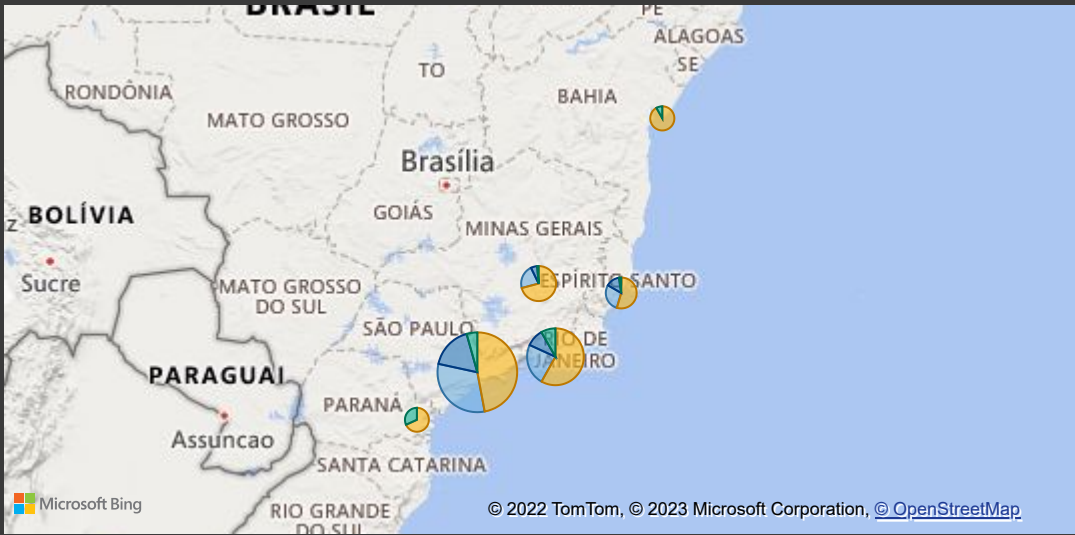 BRASIL
PE
ALAGOAS
SE
TO
RONDÔNIA
BAHIA
MATO GROSSO
Brasília
GOIÁS
BOLÍVIA
Z
MINAS GERAIS
Sucre
ESPÍRITO SANTO
MATO GROSSO
DO SUL
SÃO PAULO
RIO DE
JANEIRO
PARAGUAI
PARANÁ
Assuncao
SANTA CATARINA
Microsoft Bing
RIO GRANDE
DO SUL
© 2022 TomTom, © 2023 Microsoft Corporation, © OpenStreetMap